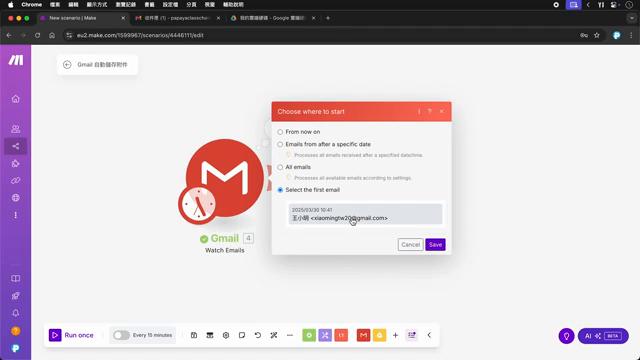 Chrome 檔案 編輯 顯示方式 瀏覽記錄 書籤 設定檔 分頁 視窗 輔助說明
New scenario | Make
收件匣 (1) - papayaclasscha
我的雲端硬碟 - Google 雲端
eu2.make.com/1599967/scenarios/4446111/edit
Gmail 自動儲存附件
Choose where to start
From now on
Emails from after a specific date
Processes all emails received after a specified date/time.
All emails
Processes all available emails according to settings.
Select the first email
2025/03/30 10:41
王小明 <xiaomingtw20@gmail.com>
Cancel
Save
Gmail 4
Watch Emails
Run once
Every 15 minutes
AI BETA